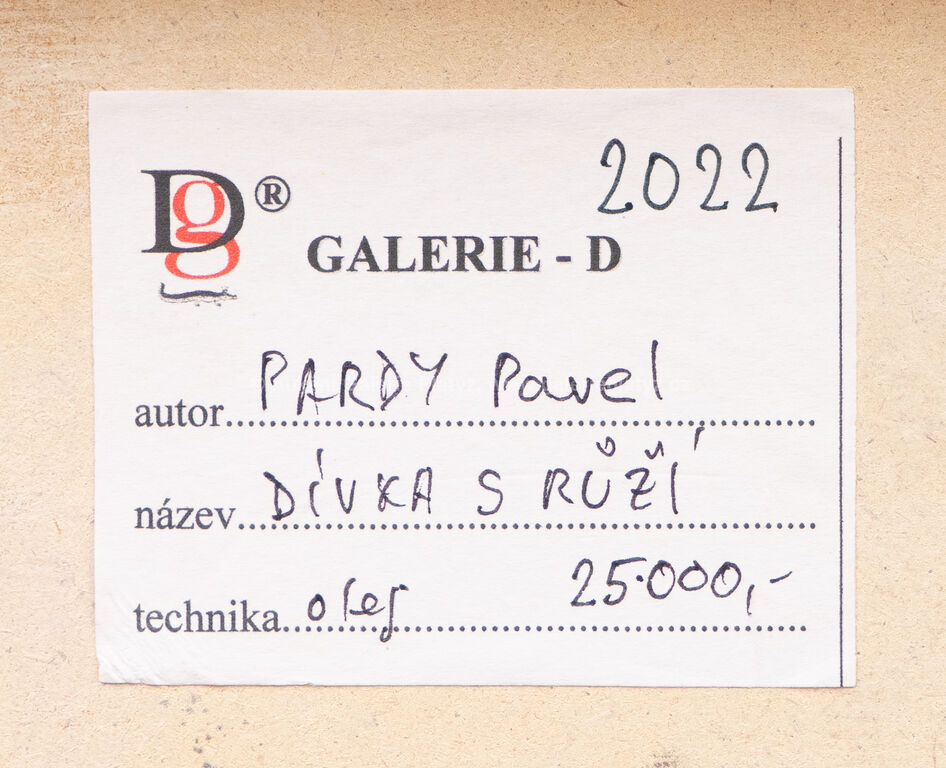 2022
Dg®
GALERIE - D
autor PARDY Pavel
název DÍVKA S RŮŽÍ
technika olej 25.000,-